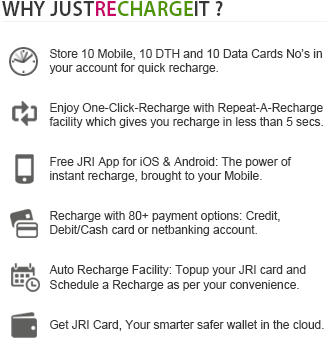 WHY JUSTRECHARGEIT ?
Store 10 Mobile, 10 DTH and 10 Data Cards No's in
your account for quick recharge.
Enjoy One-Click-Recharge with Repeat-A-Recharge
facility which gives you recharge in less than 5 secs.
Free JRI App for iOS & Android: The power of
instant recharge, brought to your Mobile.
Recharge with 80+ payment options: Credit,
Debit/Cash card or netbanking account.
Auto Recharge Facility: Topup your JRI card and
Schedule a Recharge as per your convenience.
Get JRI Card, Your smarter safer wallet in the cloud.